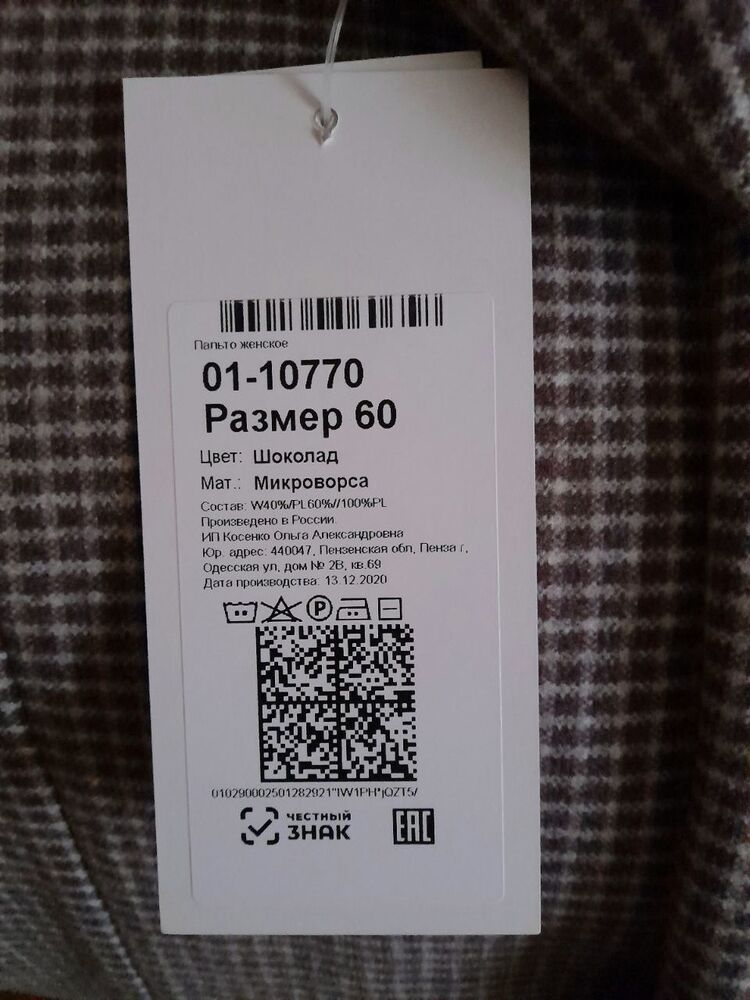 Пальто женское
01-10770
Размер 60
Цвет: Шоколад
Мат.: Микроворса
Состав: W40%/PL60%//100%PL
Произведено в России.
ИП Косенко Ольга Александровна
Юр. адрес: 440047, Пензенская обл, Пенза г,
Одесская ул, дом № 2В, кв.69
Дата производства: 13.12.2020
P
010290002501282921"IW1PH*jQZT5/
ЧЕСТНЫЙ
ЗНАК
EAC